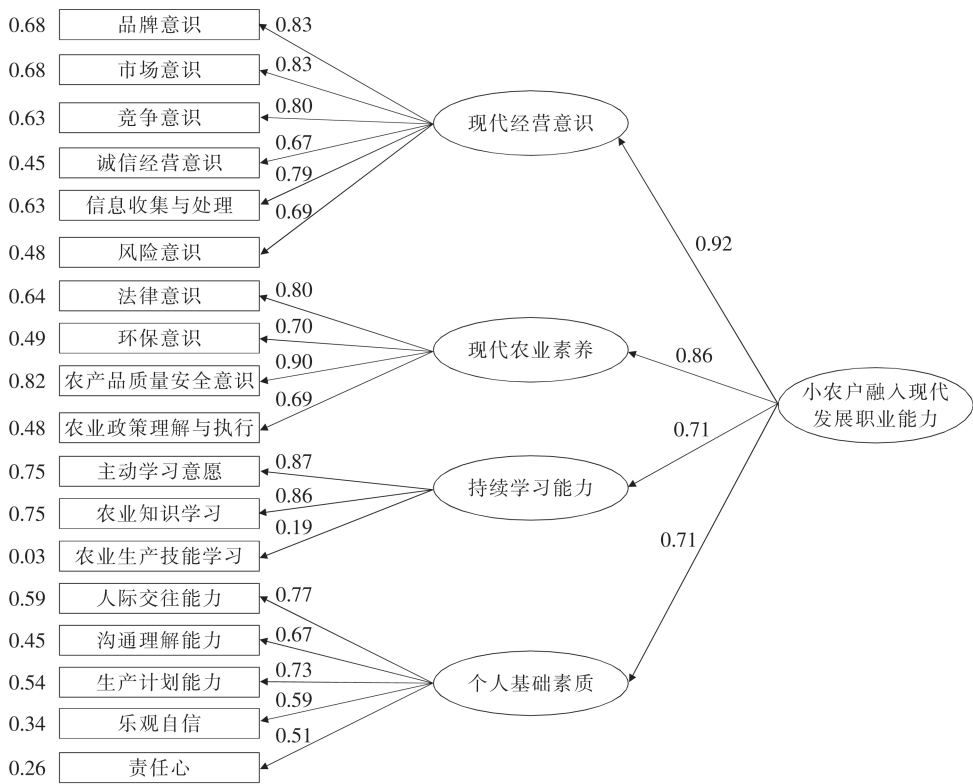 0.68 品牌意识 0.83
0.68 市场意识 0.83
0.63 竞争意识 0.80
现代经营意识
0.45 诚信经营意识 0.67
0.63 信息收集与处理 0.79
0.48 风险意识 0.69
0.92
0.64 法律意识 0.80
0.49 环保意识 0.70
现代农业素养
0.86
0.82 农产品质量安全意识 0.90
0.48 农业政策理解与执行 0.69
小农户融入现代
发展职业能力
0.71
0.75 主动学习意愿 0.87
持续学习能力
0.75 农业知识学习 0.86
0.03 农业生产技能学习 0.19
0.71
0.59 人际交往能力 0.77
0.45 沟通理解能力 0.67
0.54 生产计划能力 0.73
个人基础素质
0.34 乐观自信 0.59
0.26 责任心 0.51